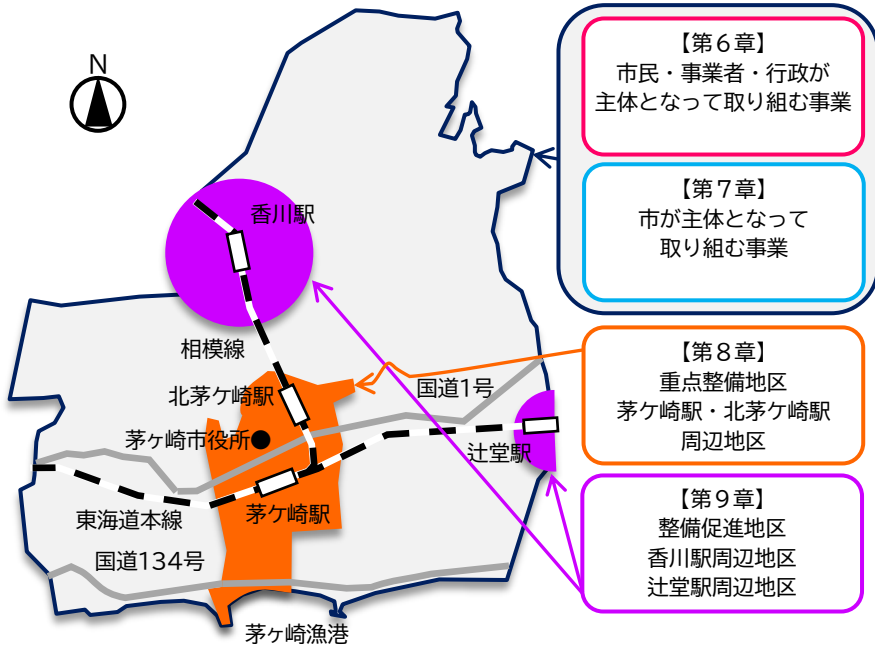 N
香川駅
相模線
北茅ケ崎駅
国道1号
茅ヶ崎市役所
辻堂駅
東海道本線
茅ケ崎駅
国道134号
茅ヶ崎漁港
【第6章】
市民・事業者・行政が
主体となって取り組む事業
【第7章】
市が主体となって
取り組む事業
【第8章】
重点整備地区
茅ケ崎駅・北茅ケ崎駅
周辺地区
【第9章】
整備促進地区
香川駅周辺地区
辻堂駅周辺地区